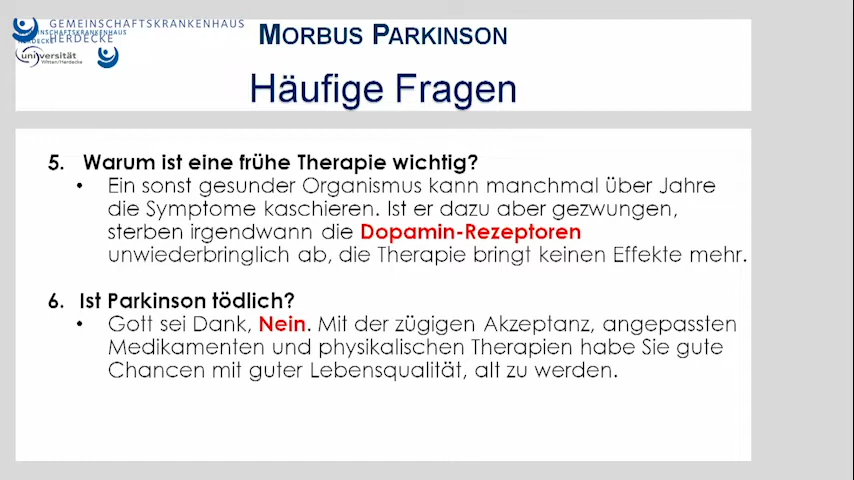 GEMEINSCHAFTSKRANKENHAUS
HERDECKE
GEMEINSCHAFTSKRANKENHAUS
HERDECKE
universität
Witten/Herdecke
MORBUS PARKINSON
Häufige Fragen
5. Warum ist eine frühe Therapie wichtig?
• Ein sonst gesunder Organismus kann manchmal über Jahre
die Symptome kaschieren. Ist er dazu aber gezwungen,
sterben irgendwann die Dopamin-Rezeptoren
unwiederbringlich ab, die Therapie bringt keinen Effekte mehr.
6. Ist Parkinson tödlich?
• Gott sei Dank, Nein. Mit der zügigen Akzeptanz, angepassten
Medikamenten und physikalischen Therapien habe Sie gute
Chancen mit guter Lebensqualität, alt zu werden.